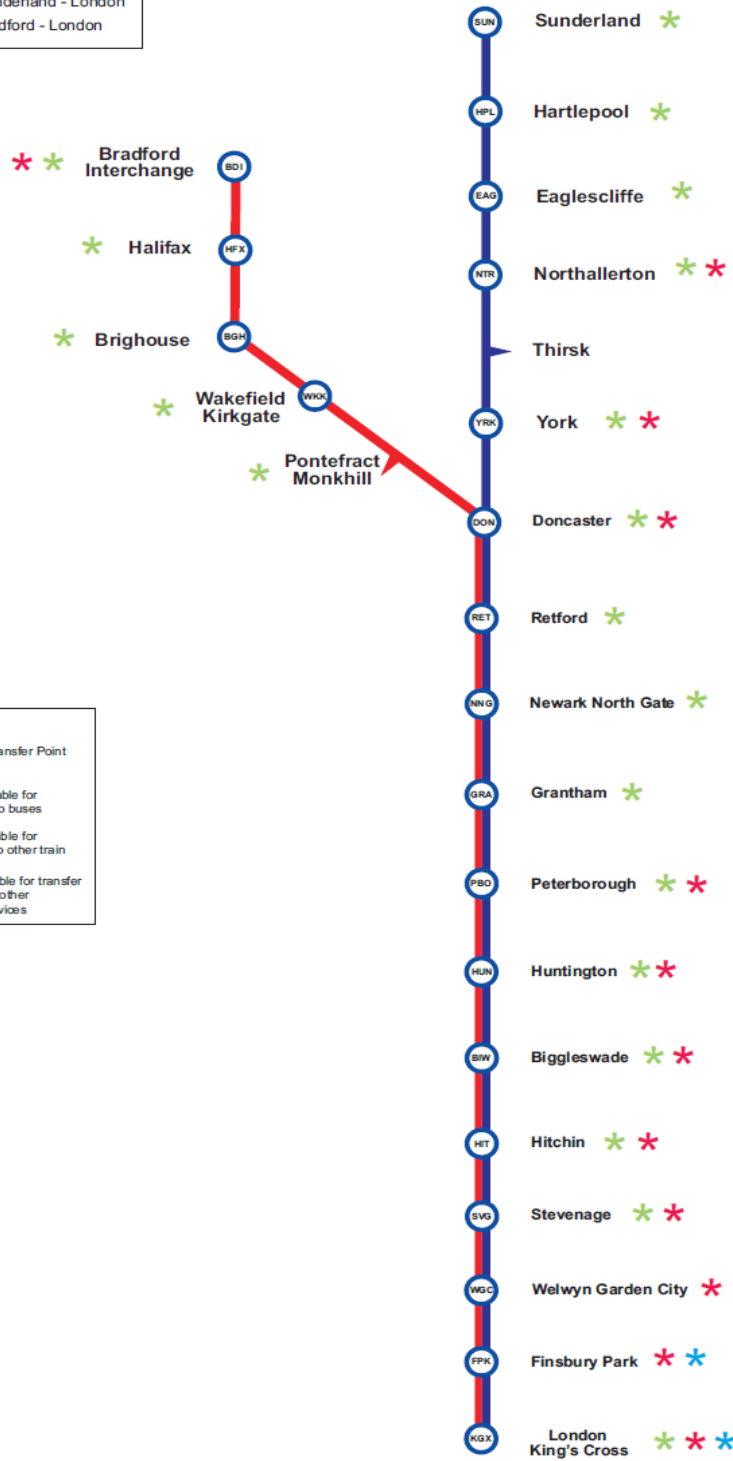 nderland - London
dford - London
SUN Sunderland
HPL Hartlepool
Bradford
Interchange BDI
EAG Eaglescliffe
HFX Halifax
NTR Northallerton
BGH Brighouse
Thirsk
Wakefield
Kirkgate WKK
YRK York
Pontefract
Monkhill
DON Doncaster
RET Retford
NNG Newark North Gate
ansfer Point
able for
o buses
ible for
o other train
ble for transfer
other
vices
GRA Grantham
PBO Peterborough
HUN Huntington
BIW Biggleswade
HIT Hitchin
SVG Stevenage
WGC Welwyn Garden City
FPK Finsbury Park
KGX London
King's Cross